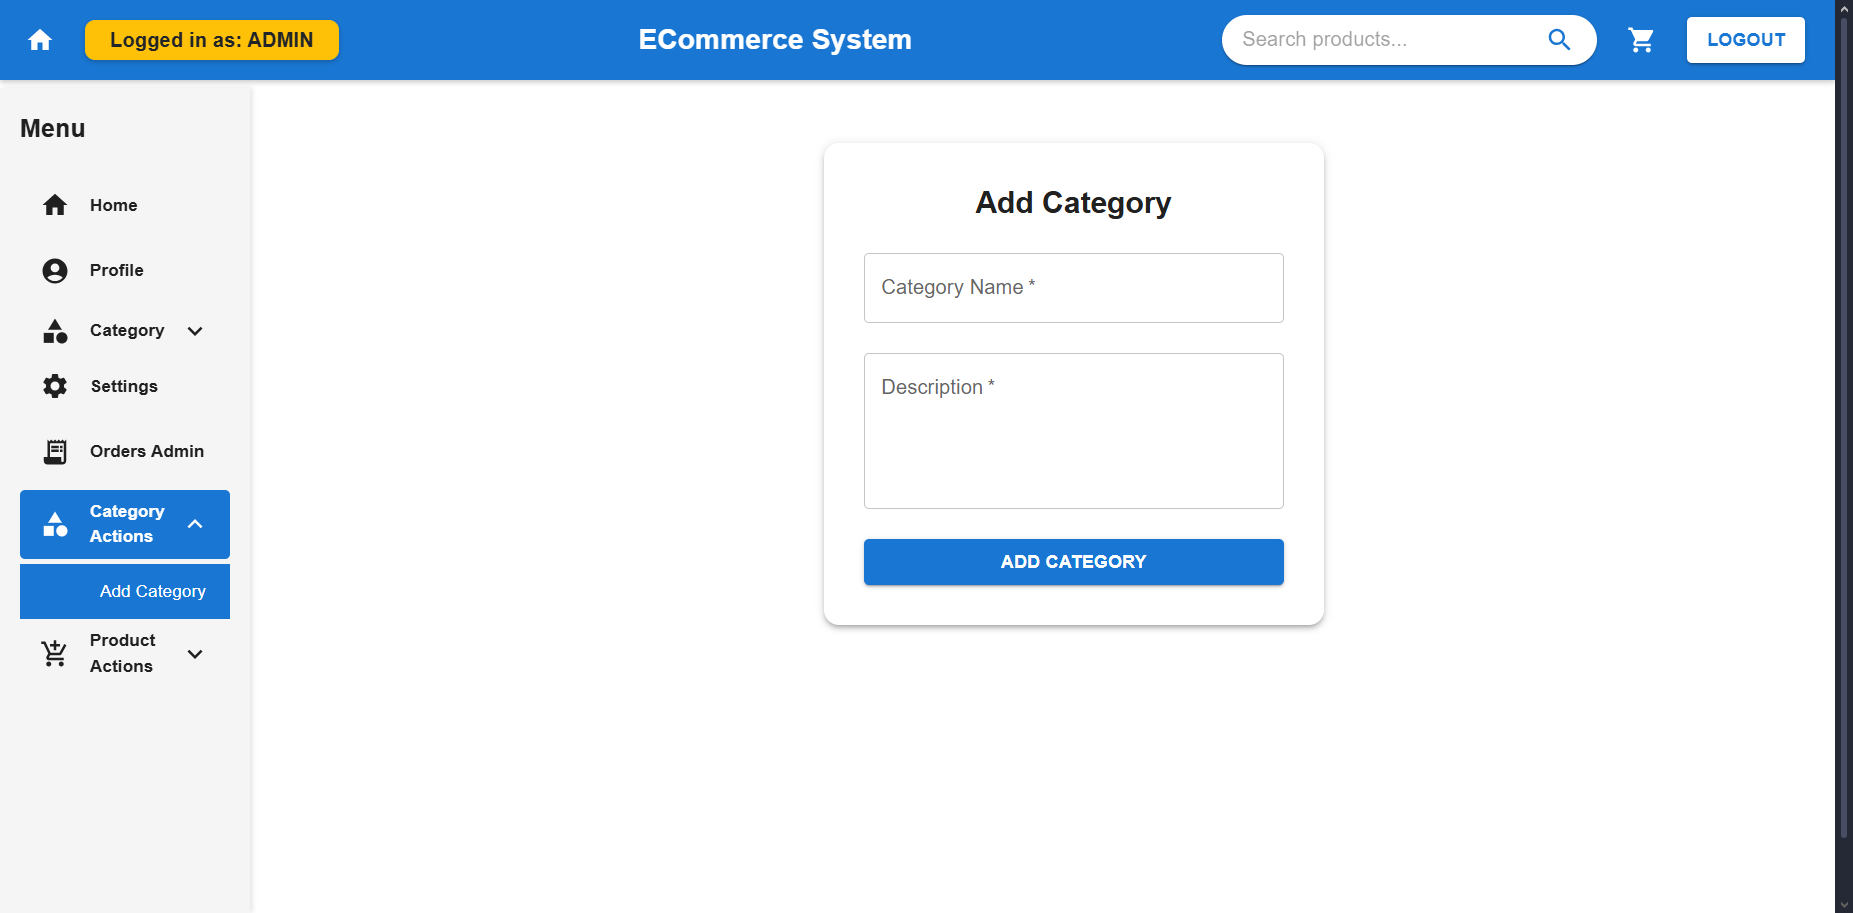 Logged in as: ADMIN
ECommerce System
Search products...
LOGOUT
Menu
Home
Profile
Category
Settings
Orders Admin
Category
Actions
Add Category
Product
Actions
Add Category
Category Name *
Description *
ADD CATEGORY